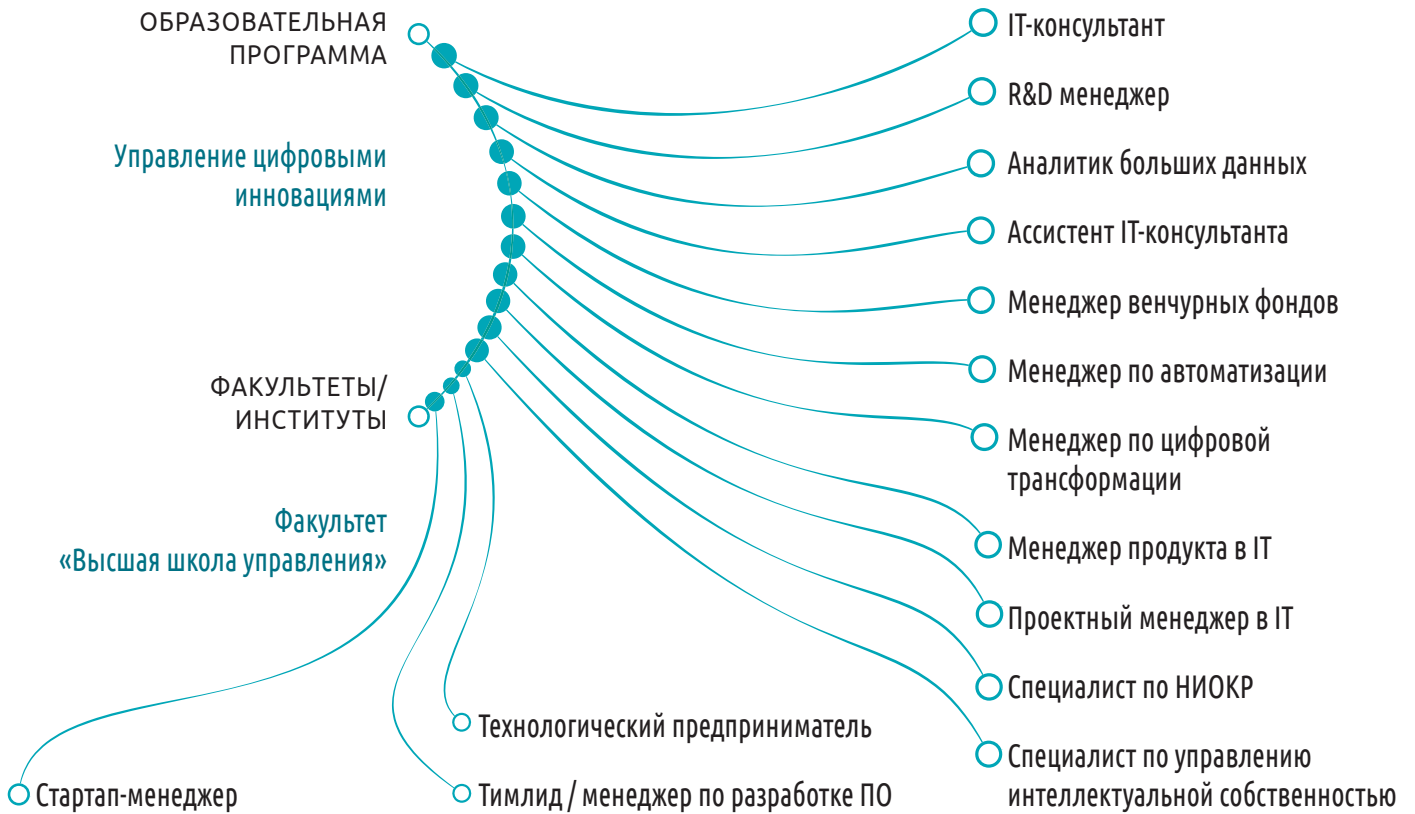 ОБРАЗОВАТЕЛЬНАЯ
ПРОГРАММА
Управление цифровыми
инновациями
ФАКУЛЬТЕТЫ/
ИНСТИТУТЫ
Факультет
«Высшая школа управления»
IT-консультант
R&D менеджер
Аналитик больших данных
Ассистент IT-консультанта
Менеджер венчурных фондов
Менеджер по автоматизации
Менеджер по цифровой
трансформации
Менеджер продукта в IT
Проектный менеджер в IT
Специалист по НИОКР
Специалист по управлению
интеллектуальной собственностью
Технологический предприниматель
Тимлид / менеджер по разработке ПО
Стартап-менеджер